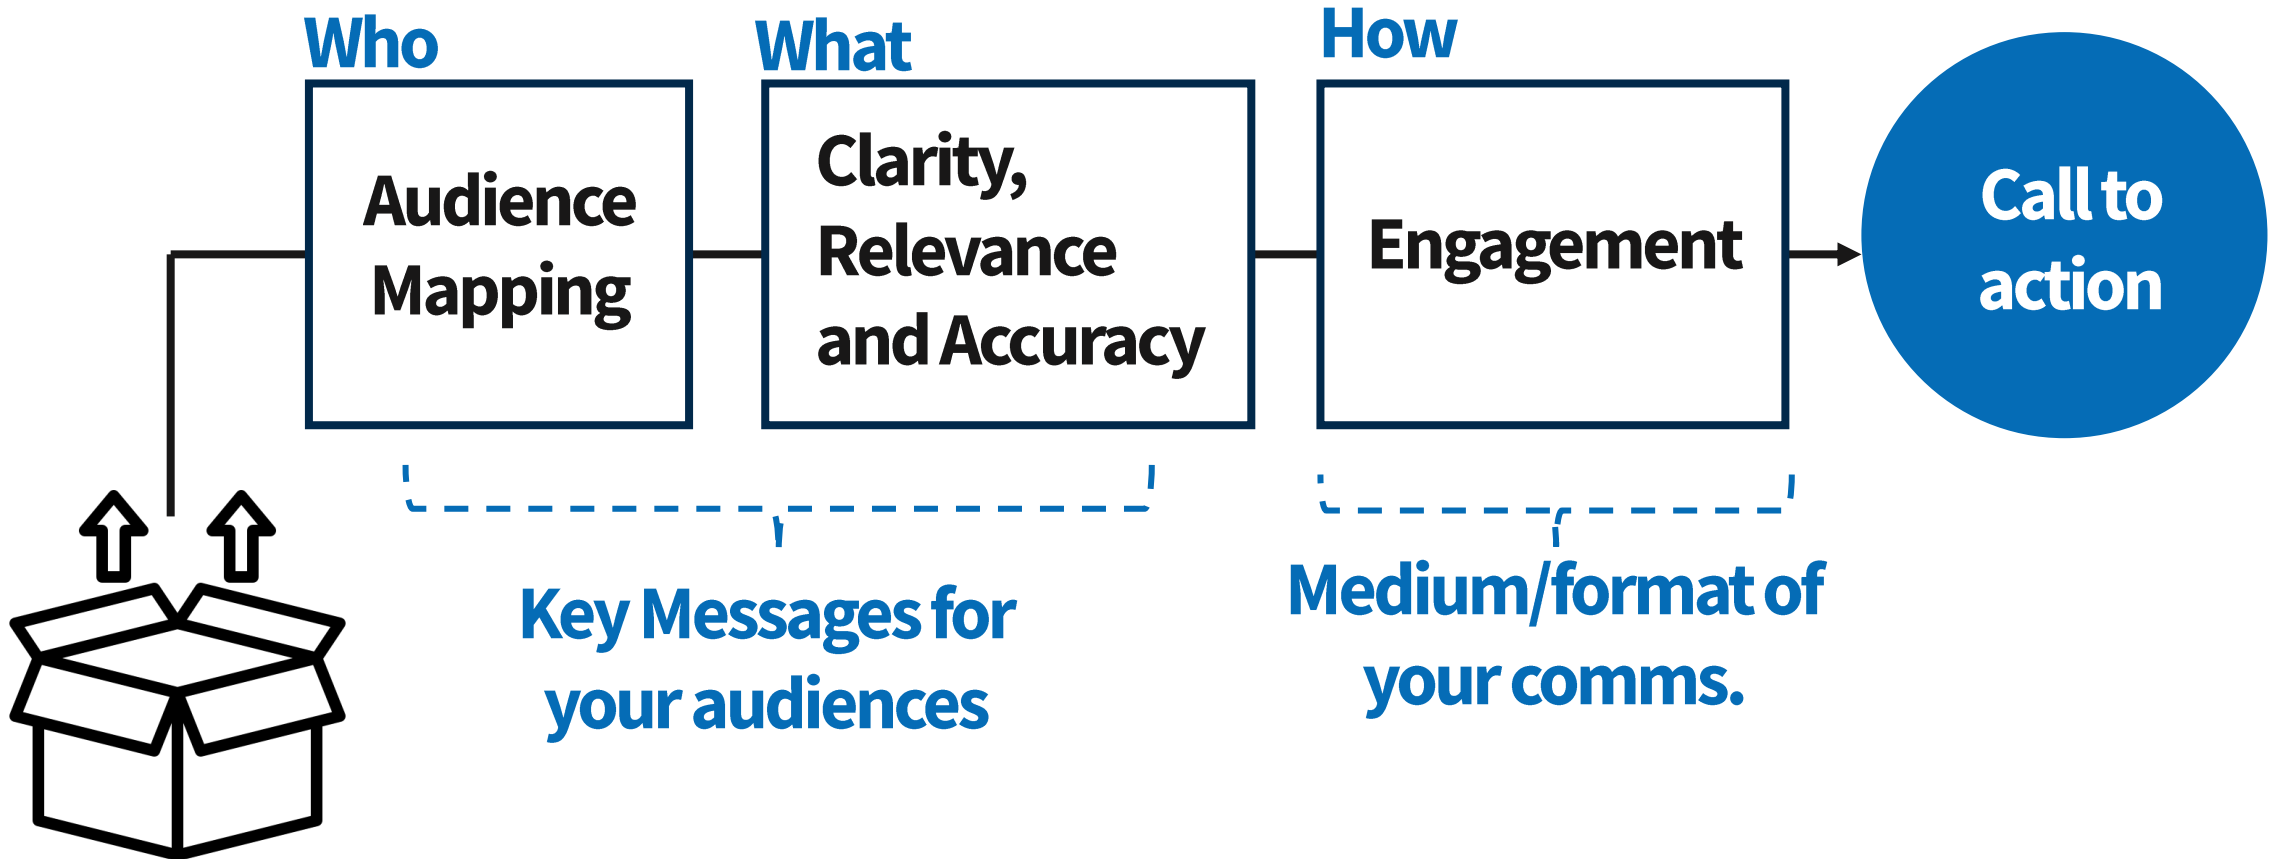 Who
Audience
Mapping
What
Clarity,
Relevance
and Accuracy
How
Engagement
Call to
action
Key Messages for
your audiences
Medium/format of
your comms.